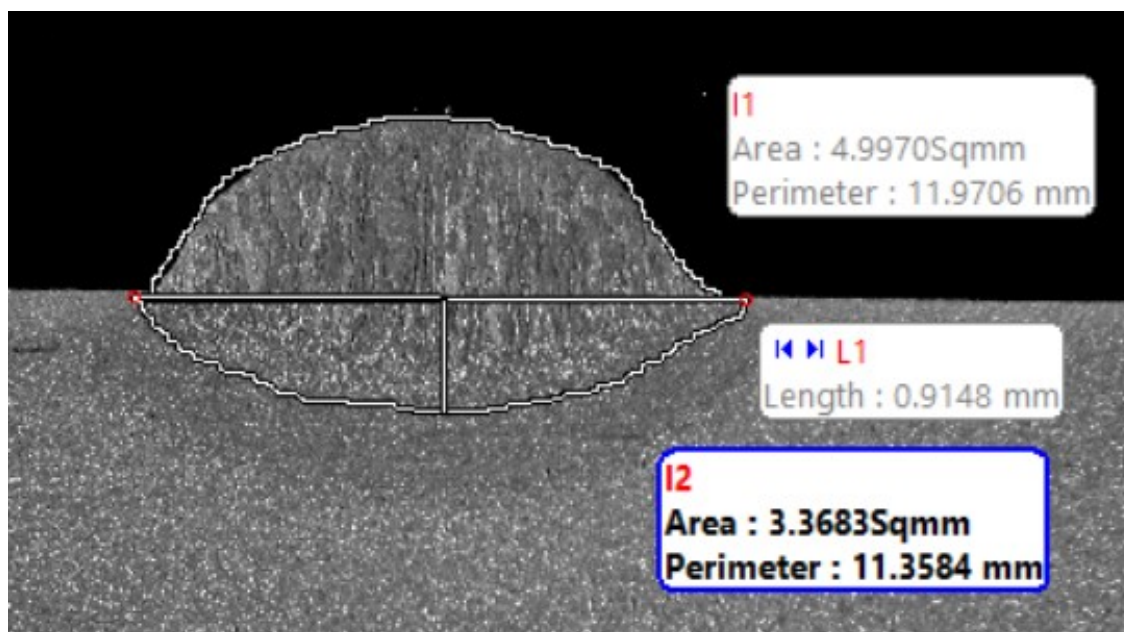 I1
Area : 4.9970Sqmm
Perimeter : 11.9706 mm
L1
Length : 0.9148 mm
I2
Area : 3.3683Sqmm
Perimeter : 11.3584 mm